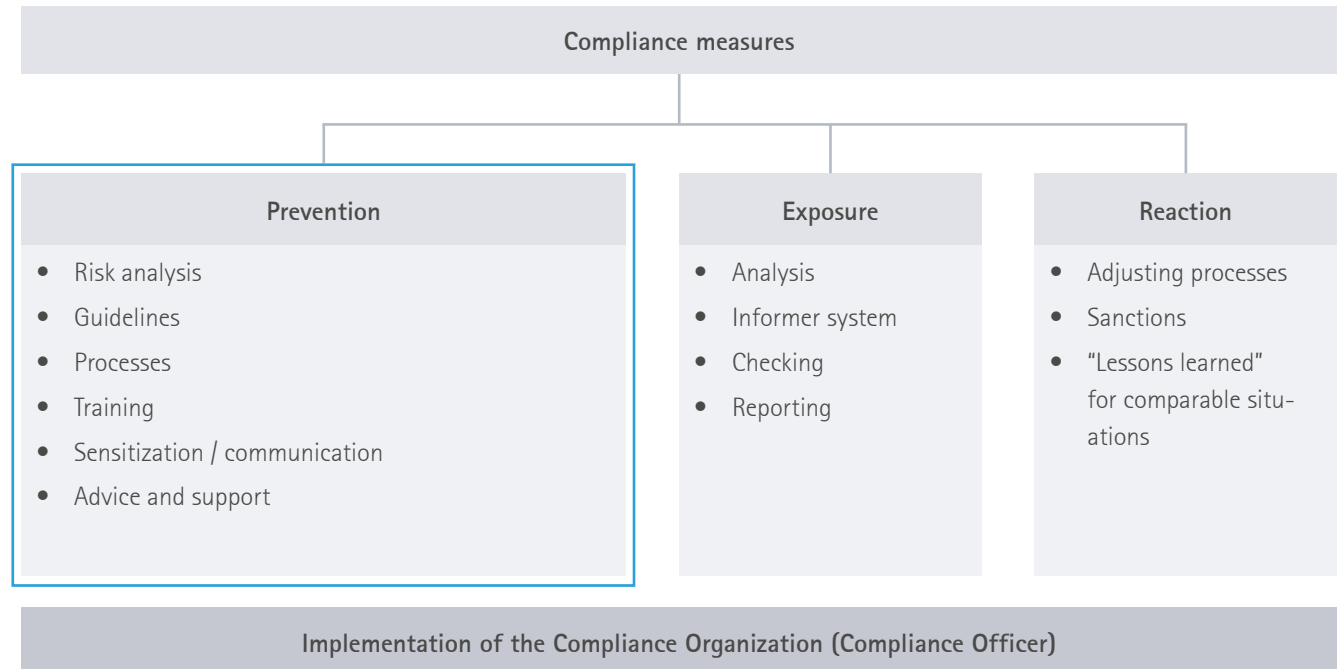 Compliance measures
Prevention
• Risk analysis
• Guidelines
• Processes
• Training
• Sensitization / communication
• Advice and support
Exposure
• Analysis
• Informer system
• Checking
• Reporting
Reaction
• Adjusting processes
• Sanctions
• "Lessons learned"
for comparable situ-
ations
Implementation of the Compliance Organization (Compliance Officer)